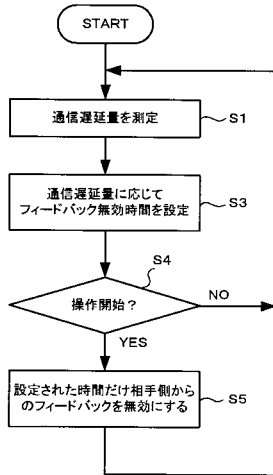 START
通信遅延量を測定
S1
通信遅延量に応じて
フィードバック無効時間を設定
S3
S4
操作開始？
NO
YES
設定された時間だけ相手側から
のフィードバックを無効にする
S5